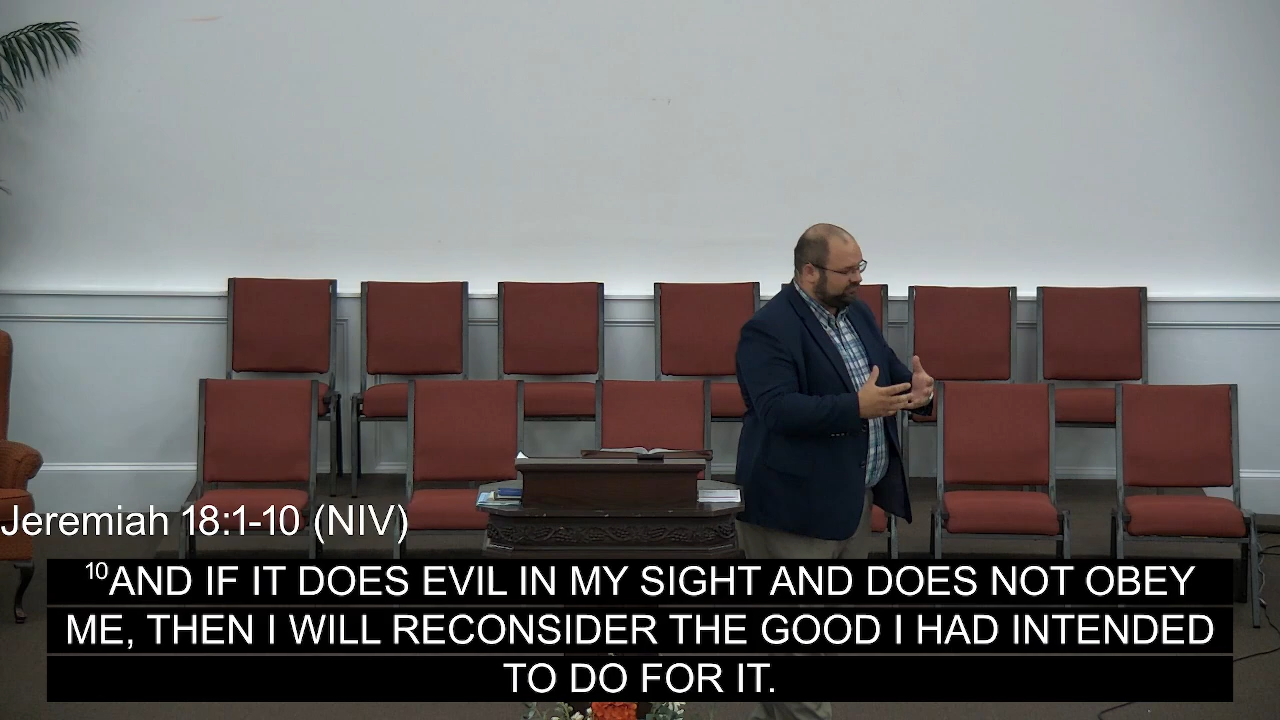 Jeremiah 18:1-10 (NIV)
¹⁰AND IF IT DOES EVIL IN MY SIGHT AND DOES NOT OBEY
ME, THEN I WILL RECONSIDER THE GOOD I HAD INTENDED
TO DO FOR IT.